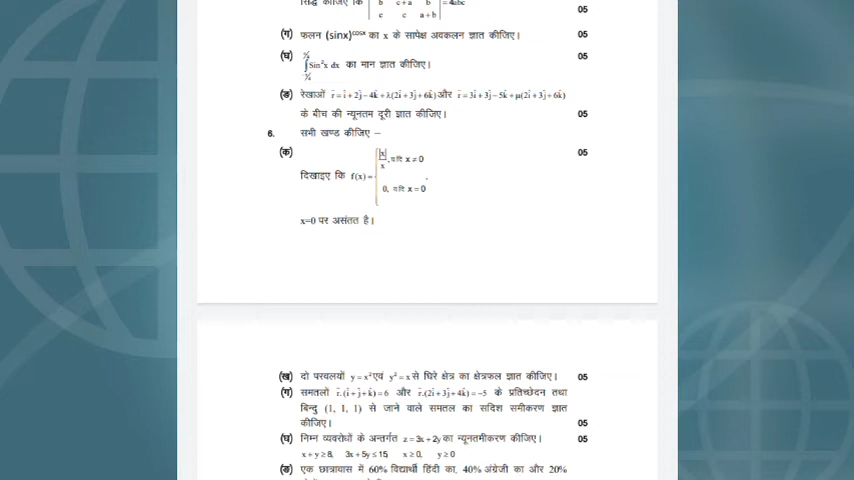 सिद्ध कीजिए कि | b c+a b | = 4abc
c c a+b 05
(ग) फलन (sinx)^cosx का x के सापेक्ष अवकलन ज्ञात कीजिए। 05
(घ) ∫ Sin²x dx का मान ज्ञात कीजिए। 05
(ङ) रेखाओं r = i + 2j − 4k + λ(2i + 3j + 6k) और r = 3i + 3j − 5k + μ(2i + 3j + 6k)
के बीच की न्यूनतम दूरी ज्ञात कीजिए। 05
6. सभी खण्ड कीजिए –
(क) 05
|x|/x, यदि x ≠ 0
दिखाइए कि f(x) =
0, यदि x = 0
x=0 पर असंतत है।
(ख) दो परवलयों y = x² एवं y² = x से घिरे क्षेत्र का क्षेत्रफल ज्ञात कीजिए। 05
(ग) समतलों r.(i + j + k) = 6 और r.(2i + 3j + 4k) = −5 के प्रतिच्छेदन तथा
बिन्दु (1, 1, 1) से जाने वाले समतल का सदिश समीकरण ज्ञात
कीजिए। 05
(घ) निम्न व्यवरोधों के अन्तर्गत z = 3x + 2y का न्यूनतमीकरण कीजिए। 05
x + y ≥ 8, 3x + 5y ≤ 15, x ≥ 0, y ≥ 0
(ङ) एक छात्रावास में 60% विद्यार्थी हिंदी का, 40% अंग्रेजी का और 20%